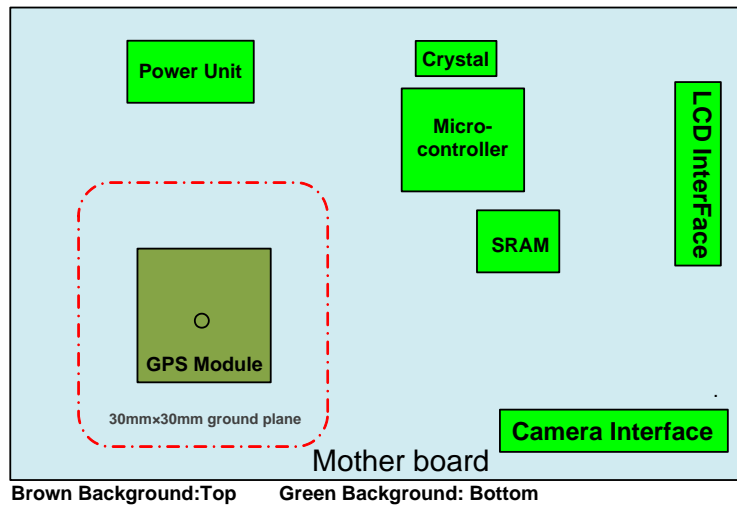 Power Unit
Crystal
Micro-
controller
LCD InterFace
SRAM
GPS Module
30mm×30mm ground plane
Camera Interface
Mother board
Brown Background:Top Green Background: Bottom